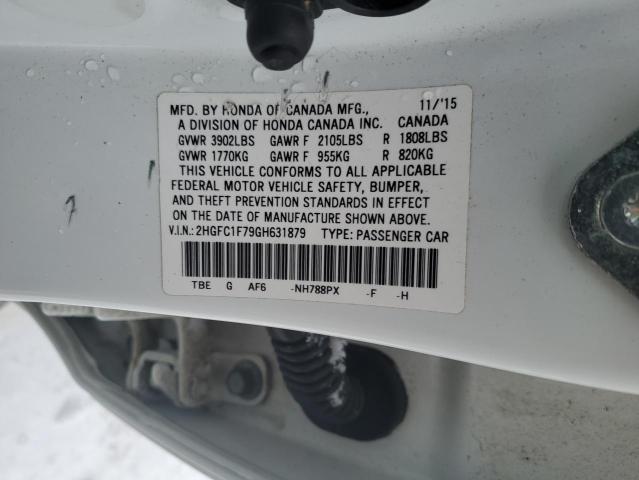 MFD. BY HONDA OF CANADA MFG., 11/'15
A DIVISION OF HONDA CANADA INC. CANADA
GVWR 3902LBS GAWR F 2105LBS R 1808LBS
GVWR 1770KG GAWR F 955KG R 820KG
THIS VEHICLE CONFORMS TO ALL APPLICABLE
FEDERAL MOTOR VEHICLE SAFETY, BUMPER,
AND THEFT PREVENTION STANDARDS IN EFFECT
ON THE DATE OF MANUFACTURE SHOWN ABOVE.
V.I.N.: 2HGFC1F79GH631879 TYPE: PASSENGER CAR
TBE G AF6 -NH788PX -F -H